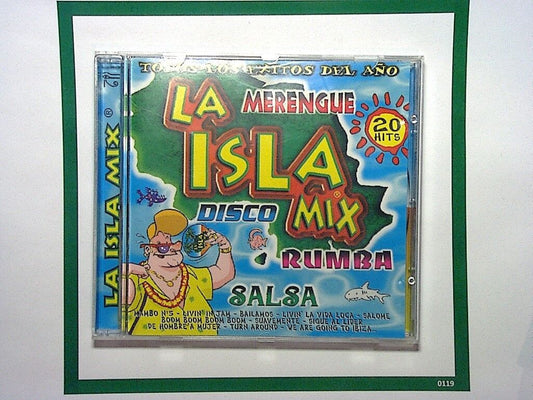 TODOS LOS EXITOS DEL AÑO
LA
MERENGUE
20
HITS
ISLA
MIX
DISCO
RUMBA
SALSA
MAMBO Nº5 - LIVIN' IN JAM - BAILAMOS - LIVIN' LA VIDA LOCA - SALOME
BOOM BOOM BOOM BOOM - SUAVEMENTE - SIGUE AL LIDER
DE HOMBRE A MUJER - TURN AROUND - WE ARE GOING TO IBIZA...
LA ISLA MIX ®
0119